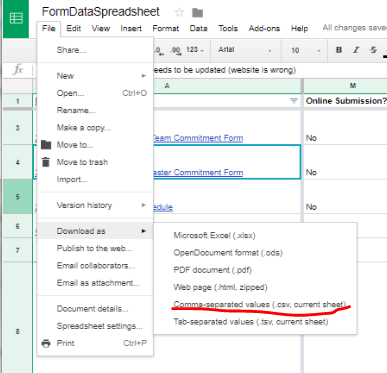 FormDataSpreadsheet
File Edit View Insert Format Data Tools Add-ons Help All changes save
.0 .00 123 Arial 10 B I S
fx eeds to be updated (website is wrong)
A M
1 Online Submission?
Share...
New
Open... Ctrl+O
Rename...
3 Team Commitment Form No
Make a copy...
Move to...
Move to trash
4 ester Commitment Form No
Import...
5 Version history edule No
6
Download as
Microsoft Excel (.xlsx)
7 Publish to the web...
OpenDocument format (.ods)
Email collaborators...
PDF document (.pdf)
Email as attachment...
Web page (.html, zipped)
Document details...
Comma-separated values (.csv, current sheet)
Spreadsheet settings...
Tab-separated values (.tsv, current sheet)
8 Print Ctrl+P